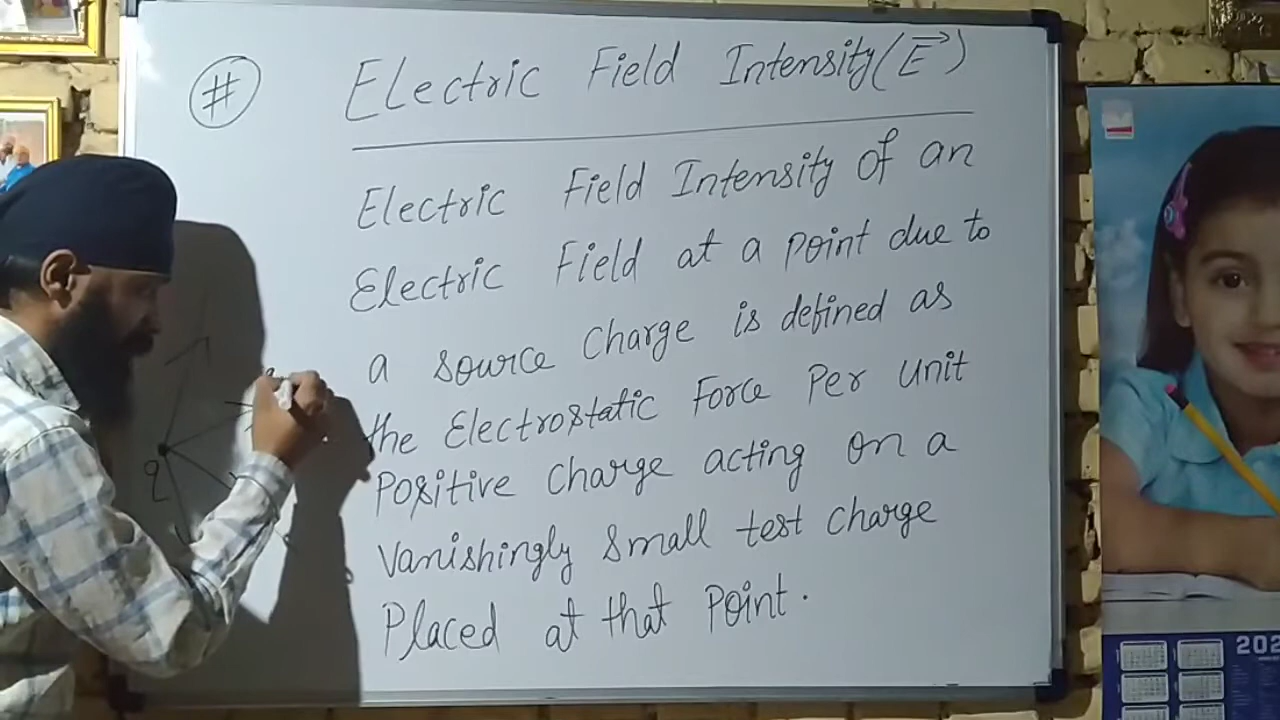 # Electric Field Intensity (E⃗)
Electric Field Intensity of an
Electric Field at a point due to
a source charge is defined as
the Electrostatic Force Per unit
Positive Charge acting on a
Vanishingly Small test charge
Placed at that Point.
q
202